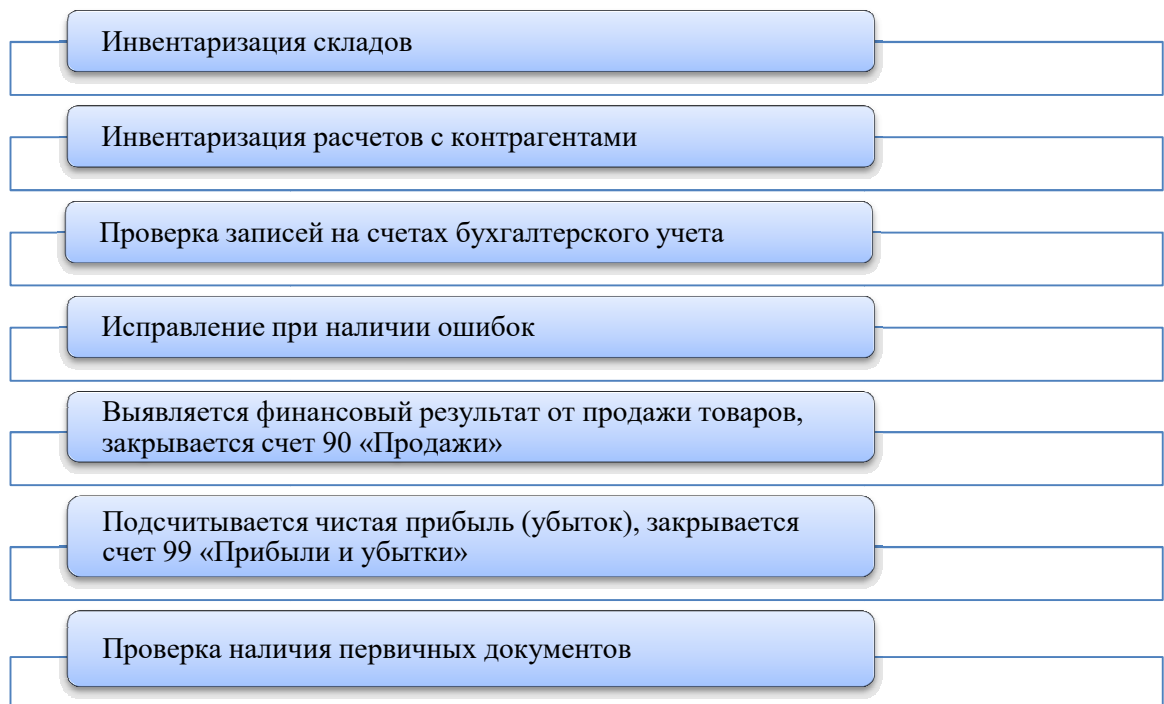 Инвентаризация складов
Инвентаризация расчетов с контрагентами
Проверка записей на счетах бухгалтерского учета
Исправление при наличии ошибок
Выявляется финансовый результат от продажи товаров,
закрывается счет 90 «Продажи»
Подсчитывается чистая прибыль (убыток), закрывается
счет 99 «Прибыли и убытки»
Проверка наличия первичных документов